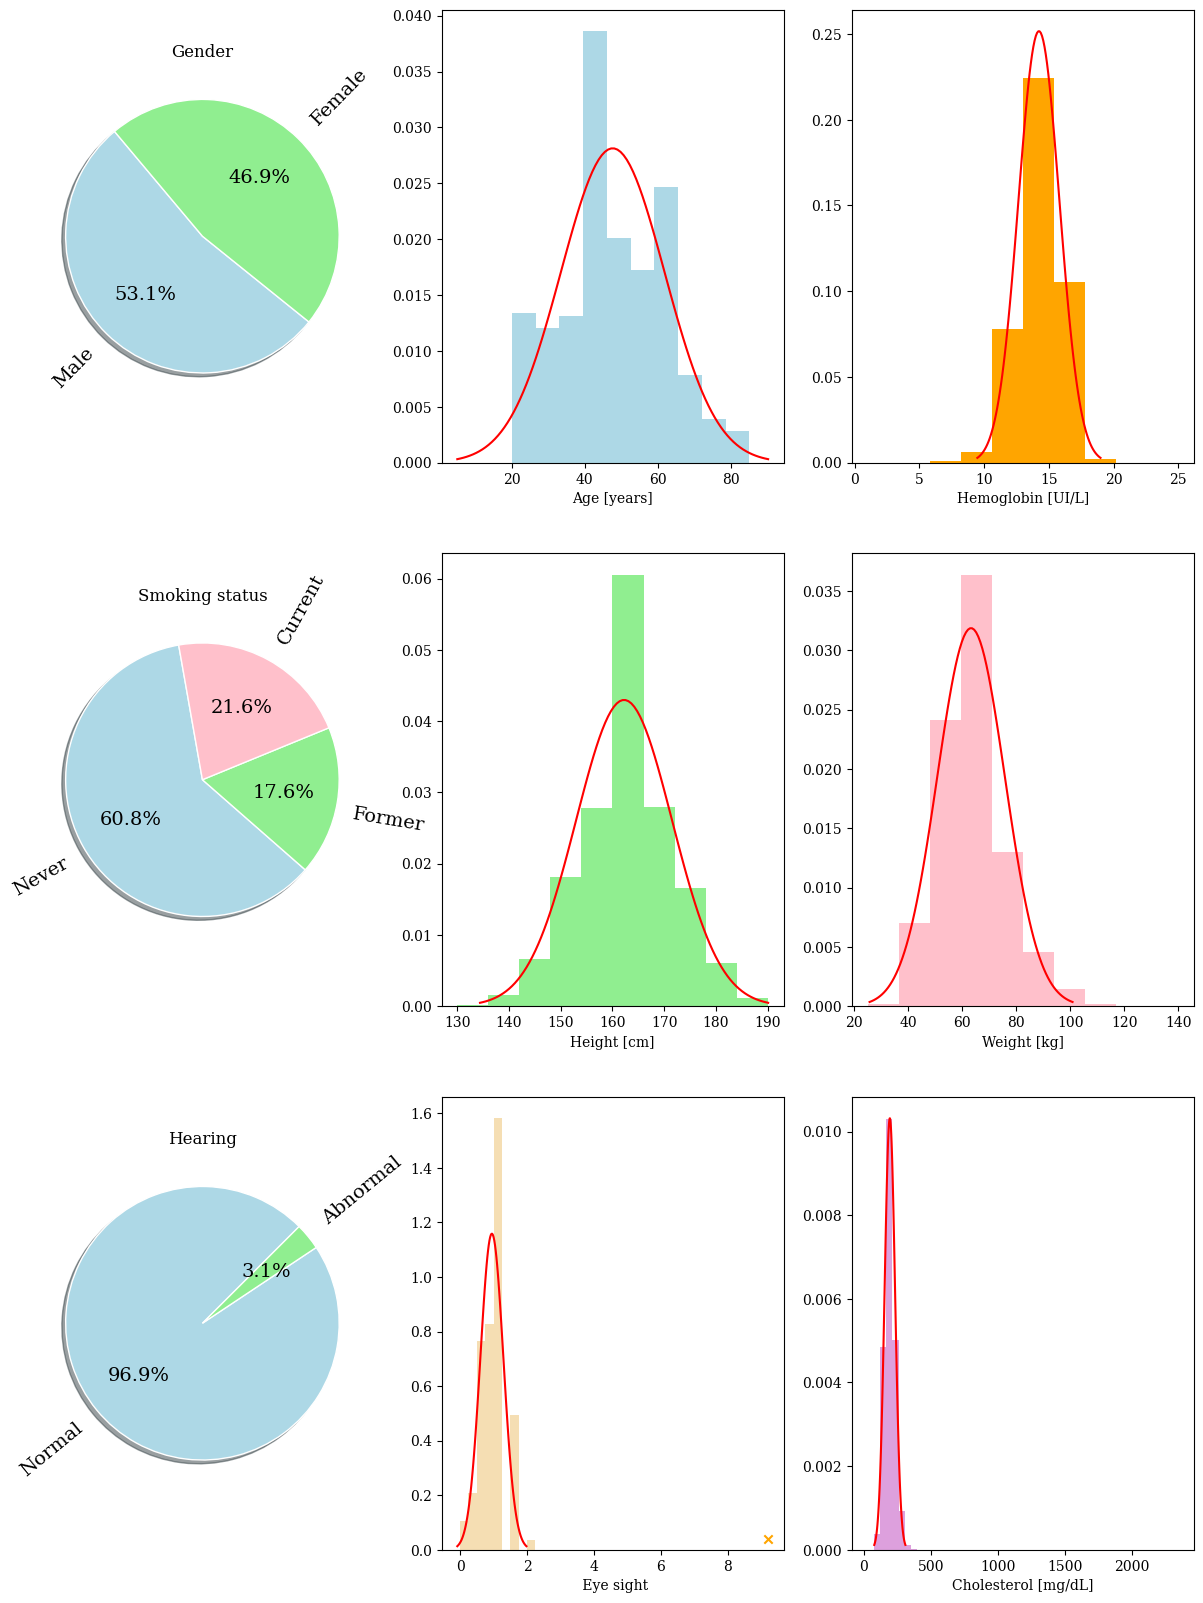 Gender
Female
46.9%
53.1%
Male
0.040
0.035
0.030
0.025
0.020
0.015
0.010
0.005
0.000
20 40 60 80
Age [years]
0.25
0.20
0.15
0.10
0.05
0.00
0 5 10 15 20 25
Hemoglobin [UI/L]
Smoking status
Current
21.6%
17.6%
Former
60.8%
Never
0.06
0.05
0.04
0.03
0.02
0.01
0.00
130 140 150 160 170 180 190
Height [cm]
0.035
0.030
0.025
0.020
0.015
0.010
0.005
0.000
20 40 60 80 100 120 140
Weight [kg]
Hearing
Abnormal
3.1%
96.9%
Normal
1.6
1.4
1.2
1.0
0.8
0.6
0.4
0.2
0.0
0 2 4 6 8
Eye sight
0.010
0.008
0.006
0.004
0.002
0.000
0 500 1000 1500 2000
Cholesterol [mg/dL]